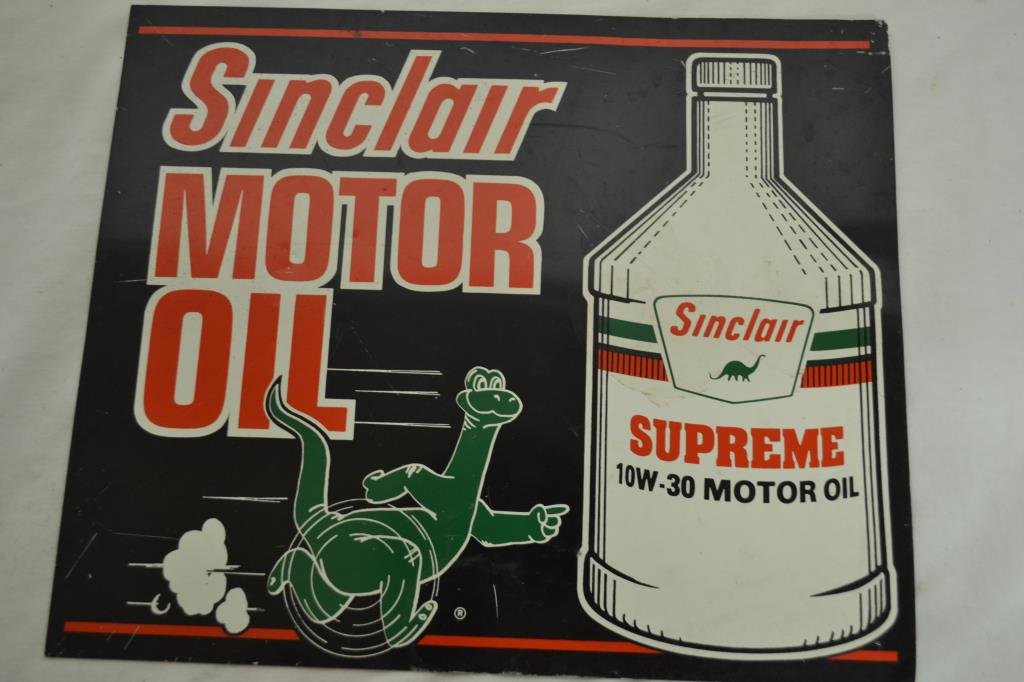 Sinclair
MOTOR
OIL
®
Sinclair
SUPREME
10W-30 MOTOR OIL